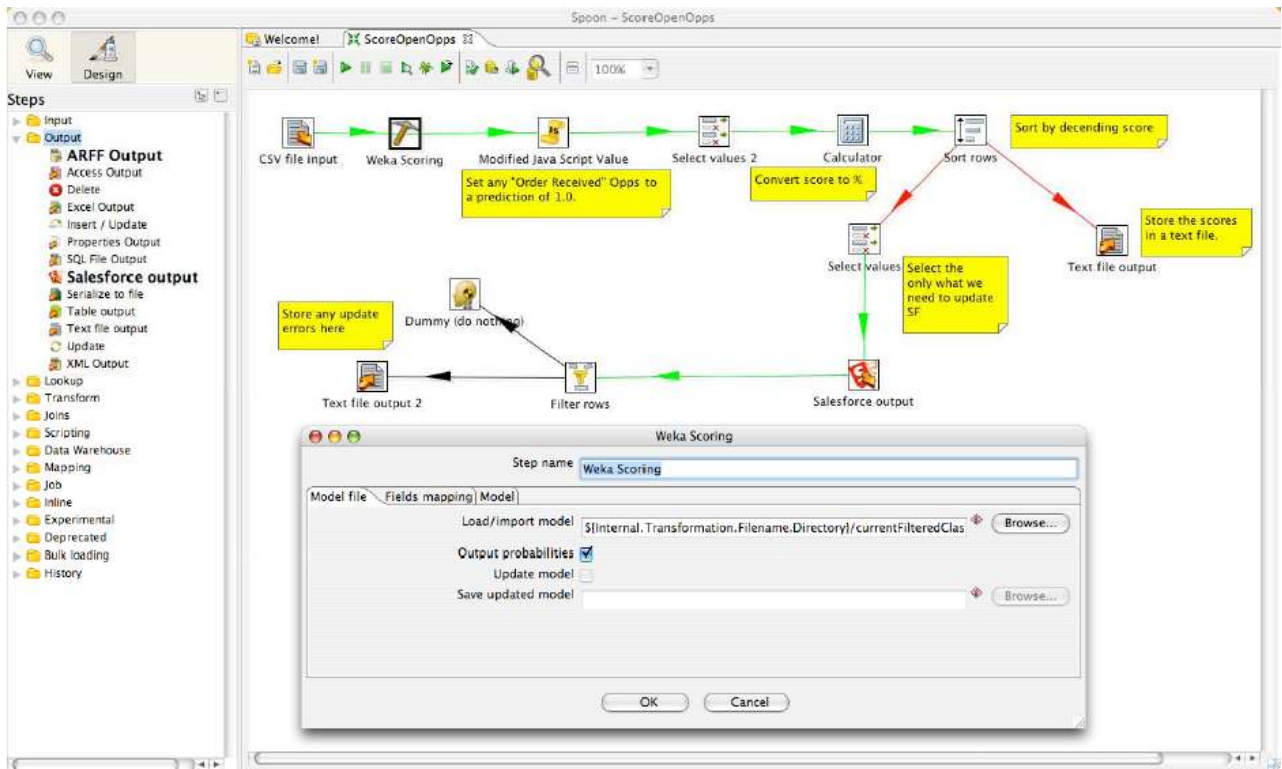 Spoon – ScoreOpenOpps
View
Design
Welcome!
ScoreOpenOpps
100%
Steps
Input
Output
ARFF Output
Access Output
Delete
Excel Output
Insert / Update
Properties Output
SQL File Output
Salesforce output
Serialize to file
Table output
Text file output
Update
XML Output
Lookup
Transform
Joins
Scripting
Data Warehouse
Mapping
Job
Inline
Experimental
Deprecated
Bulk loading
History
CSV file input
Weka Scoring
Modified Java Script Value
Select values 2
Calculator
Sort rows
Sort by decending score
Set any "Order Received" Opps to
a prediction of 1.0.
Convert score to %
Store the scores
in a text file.
Select values
Select the
only what we
need to update
SF
Text file output
Store any update
errors here
Dummy (do nothing)
Text file output 2
Filter rows
Salesforce output
Weka Scoring
Step name
Weka Scoring
Model file
Fields mapping
Model
Load/import model
${Internal.Transformation.Filename.Directory}/currentFilteredClas
Browse...
Output probabilities
Update model
Save updated model
Browse...
OK
Cancel